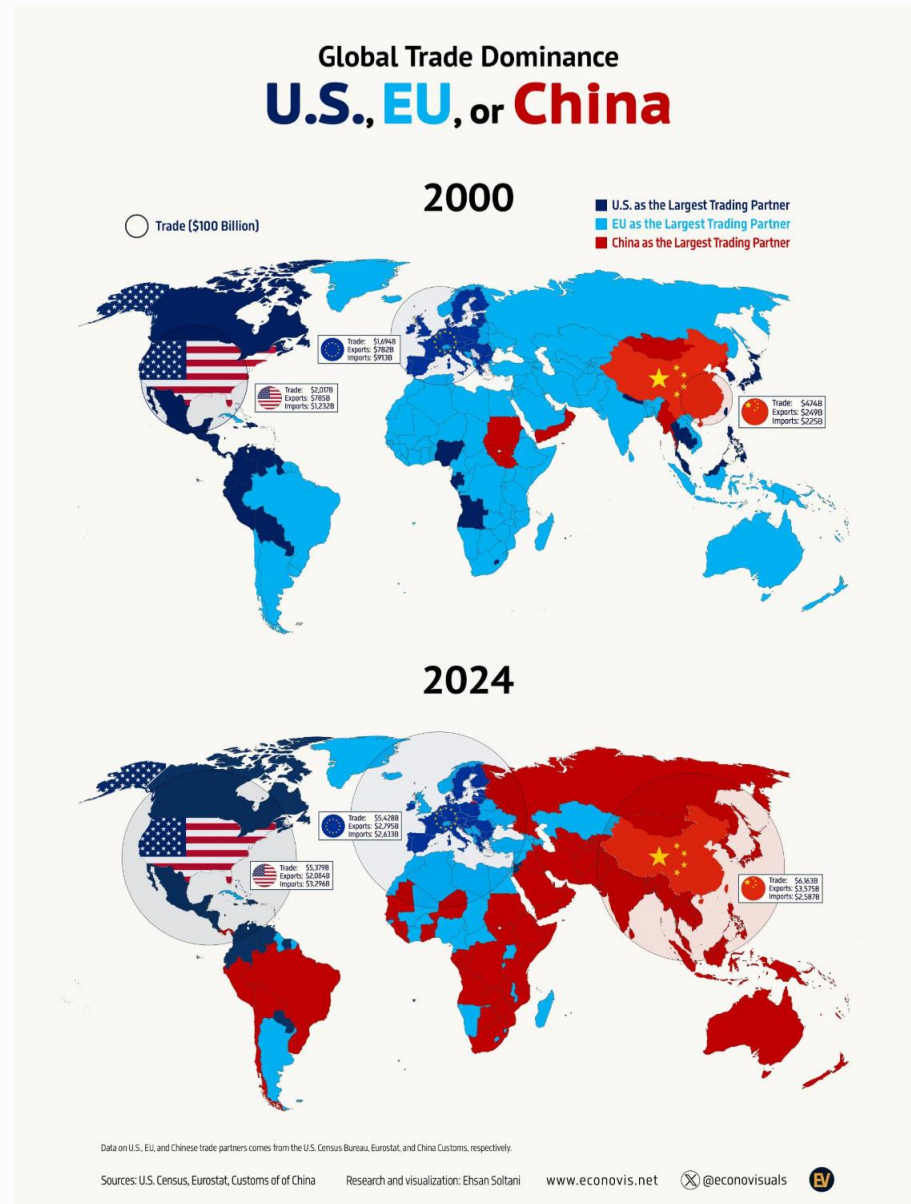 Global Trade Dominance
U.S., EU, or China
2000
Trade ($100 Billion)
U.S. as the Largest Trading Partner
EU as the Largest Trading Partner
China as the Largest Trading Partner
Trade: $1,694B
Exports: $782B
Imports: $913B
Trade: $2,017B
Exports: $785B
Imports: $1,232B
Trade: $474B
Exports: $249B
Imports: $225B
2024
Trade: $5,428B
Exports: $2,795B
Imports: $2,633B
Trade: $5,379B
Exports: $2,084B
Imports: $3,296B
Trade: $6,163B
Exports: $3,575B
Imports: $2,587B
Data on U.S., EU, and Chinese trade partners comes from the U.S. Census Bureau, Eurostat, and China Customs, respectively.
Sources: U.S. Census, Eurostat, Customs of of China Research and visualization: Ehsan Soltani www.econovis.net @econovisuals EV